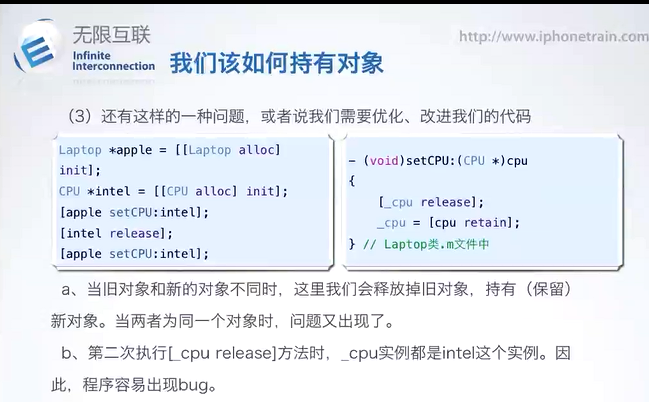 无限互联
Infinite
Interconnection
http://www.iphonetrain.com
我们该如何持有对象
（3）还有这样的一种问题，或者说我们需要优化、改进我们的代码
Laptop *apple = [[Laptop alloc]
init];
CPU *intel = [[CPU alloc] init];
[apple setCPU:intel];
[intel release];
[apple setCPU:intel];
- (void)setCPU:(CPU *)cpu
{
[_cpu release];
_cpu = [cpu retain];
} // Laptop类.m文件中
a、当旧对象和新的对象不同时，这里我们会释放掉旧对象，持有（保留）
新对象。当两者为同一个对象时，问题又出现了。
b、第二次执行[_cpu release]方法时，_cpu实例都是intel这个实例。因
此，程序容易出现bug。